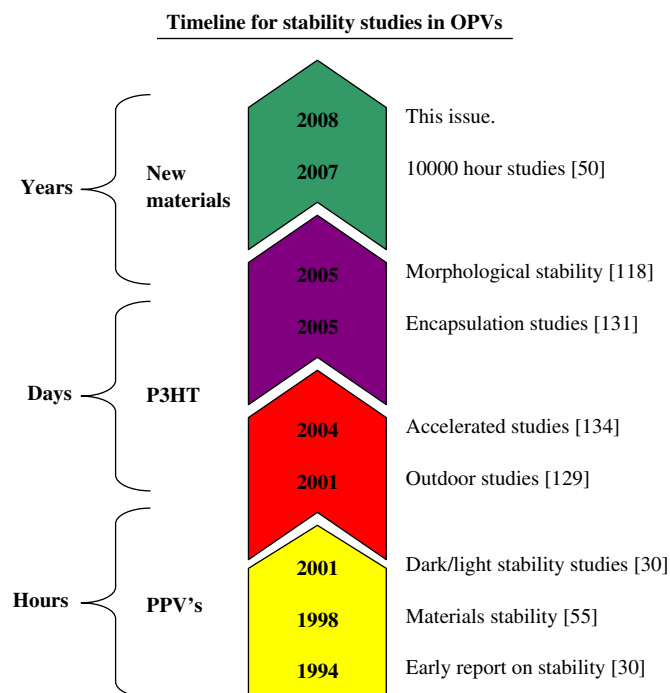 Timeline for stability studies in OPVs
2008 This issue.
2007 10000 hour studies [50]
Years New materials
2005 Morphological stability [118]
2005 Encapsulation studies [131]
Days P3HT
2004 Accelerated studies [134]
2001 Outdoor studies [129]
2001 Dark/light stability studies [30]
Hours PPV's
1998 Materials stability [55]
1994 Early report on stability [30]